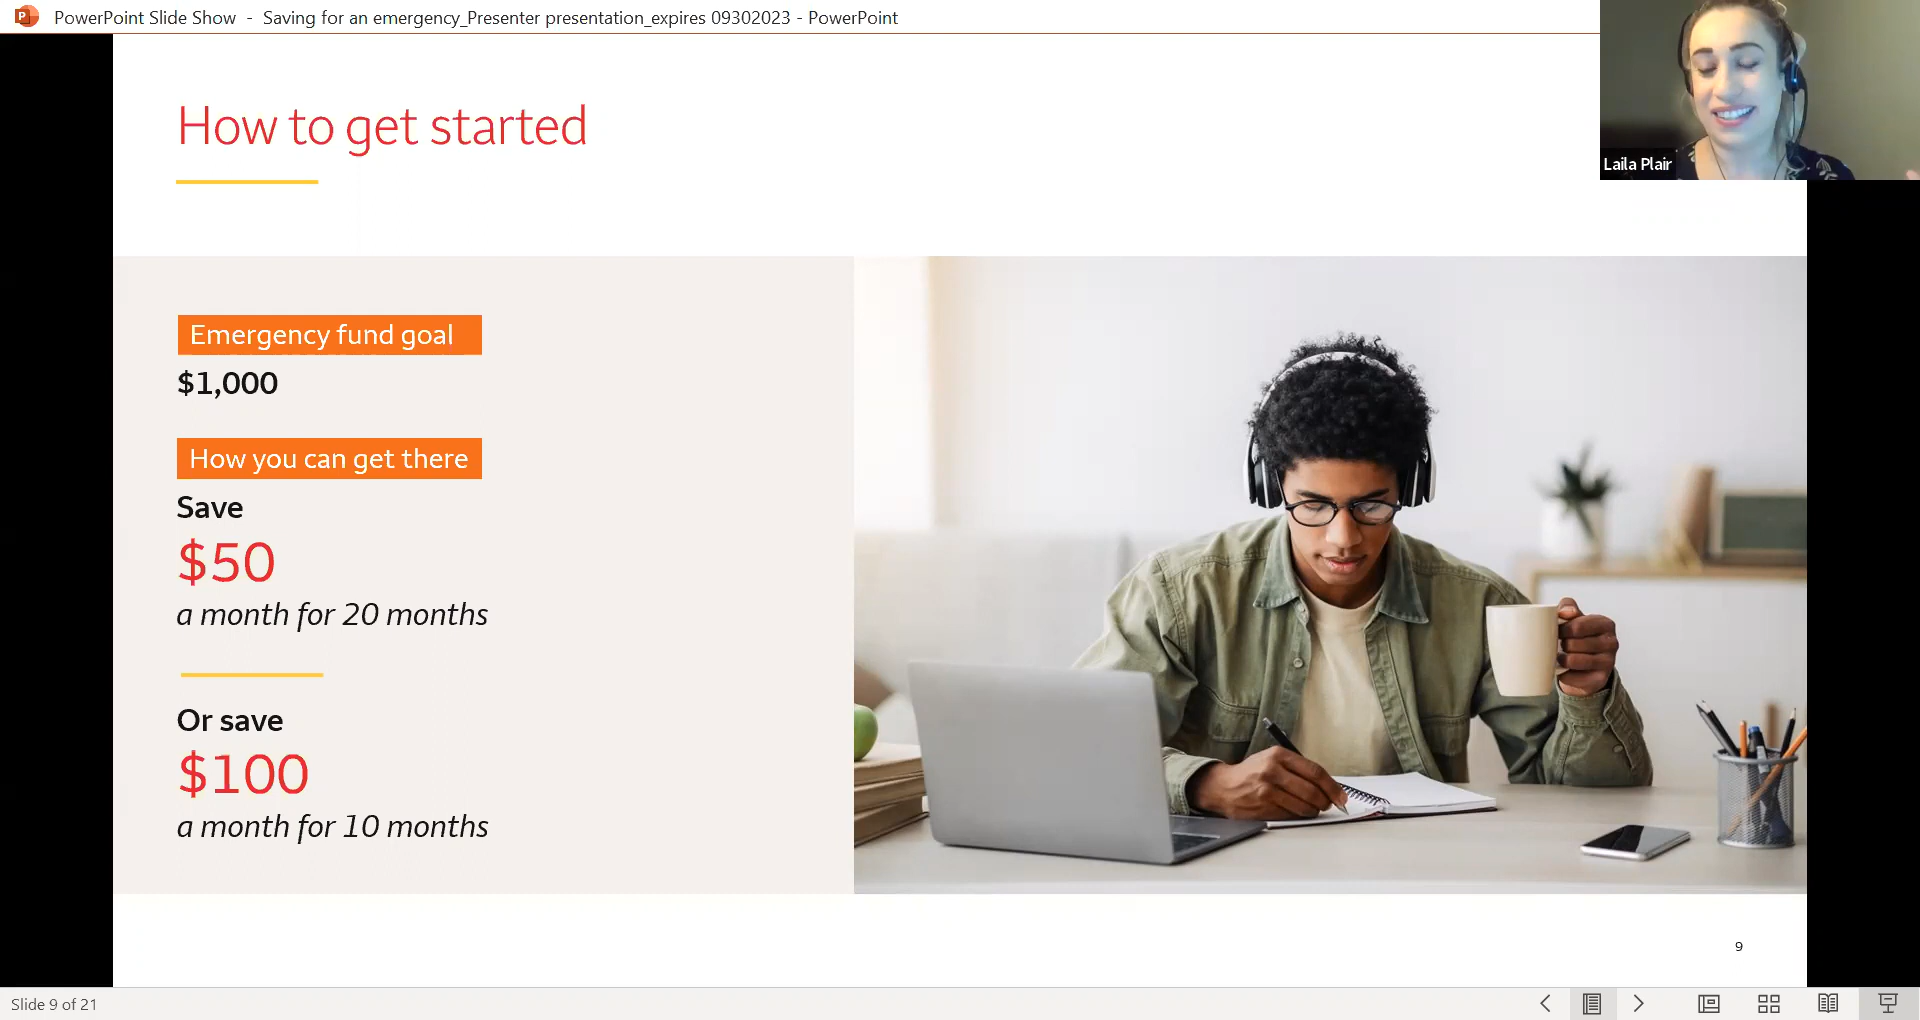 PowerPoint Slide Show - Saving for an emergency_Presenter presentation_expires 09302023 - PowerPoint
Laila Plair
How to get started
Emergency fund goal
$1,000
How you can get there
Save
$50
a month for 20 months
Or save
$100
a month for 10 months
9
Slide 9 of 21